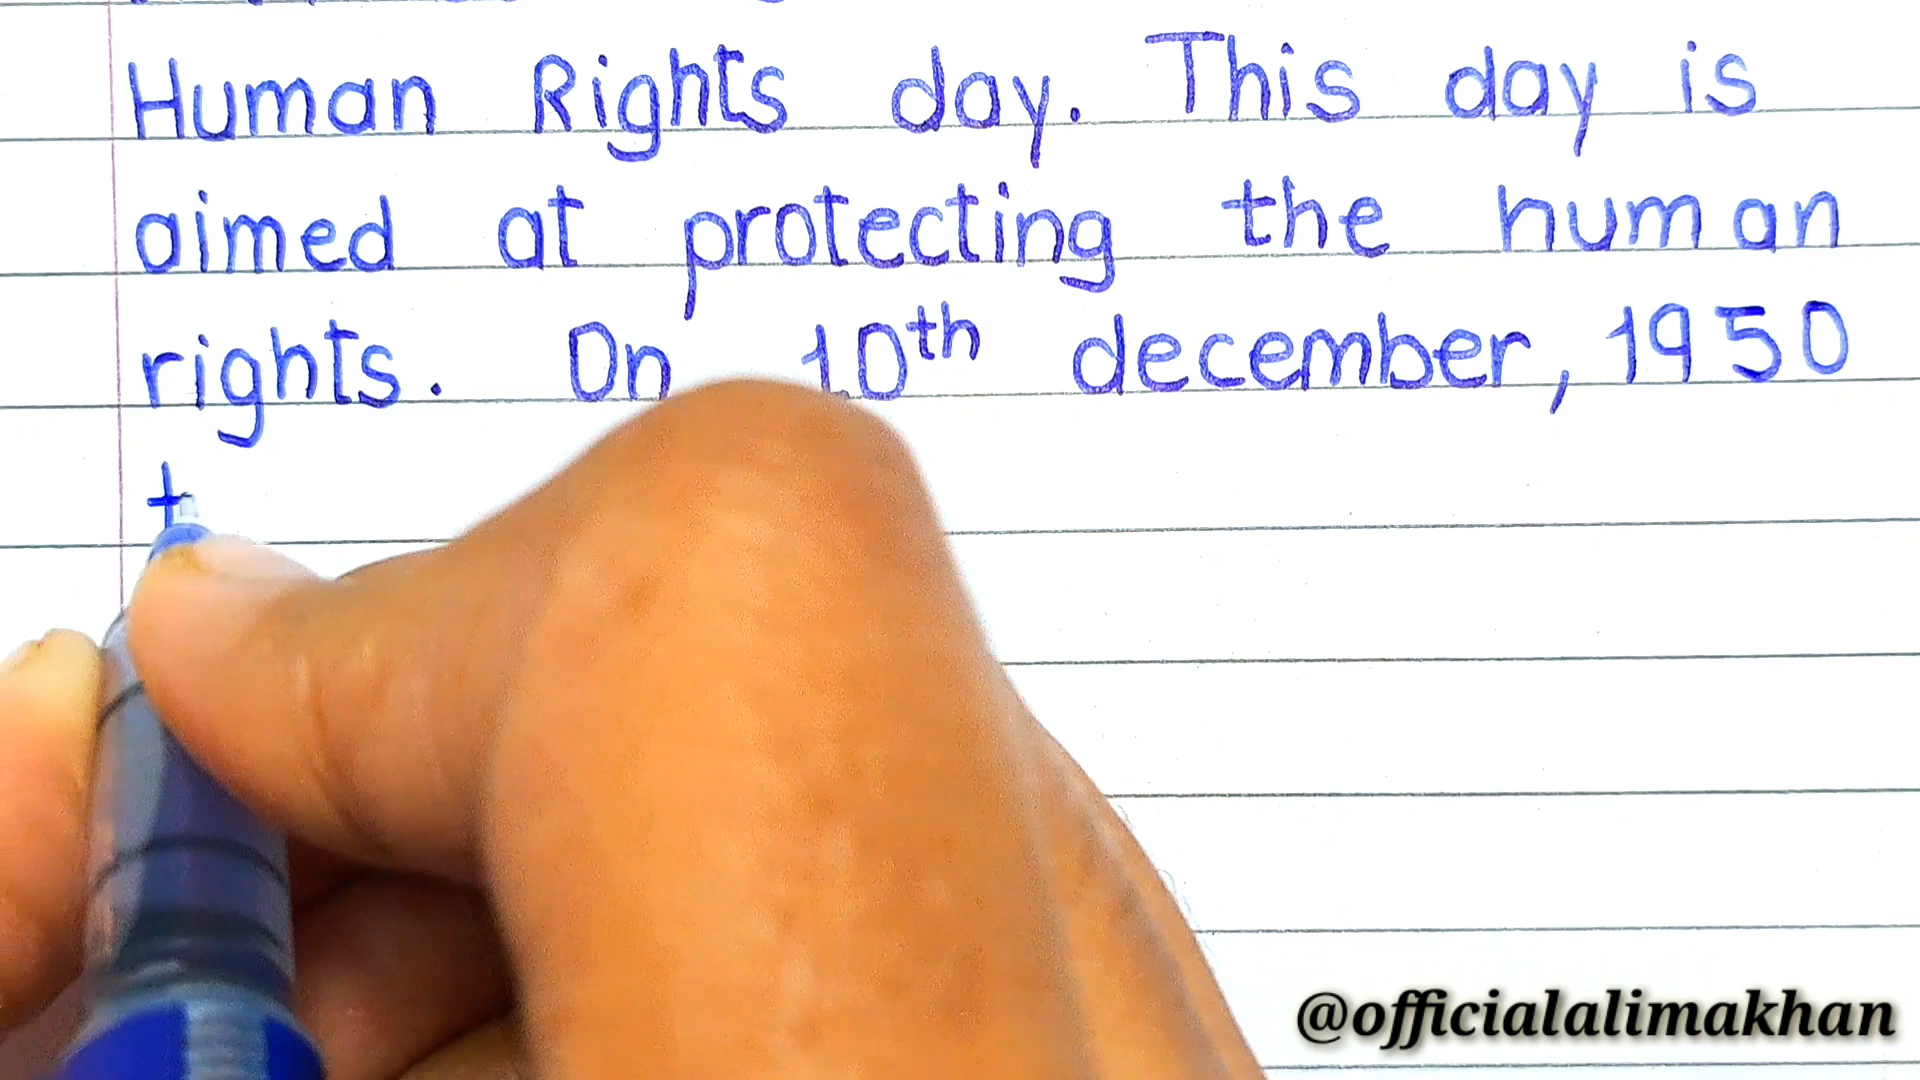 Human Rights day. This day is
aimed at protecting the human
rights. On 10th december, 1950
t
@officialalimakhan